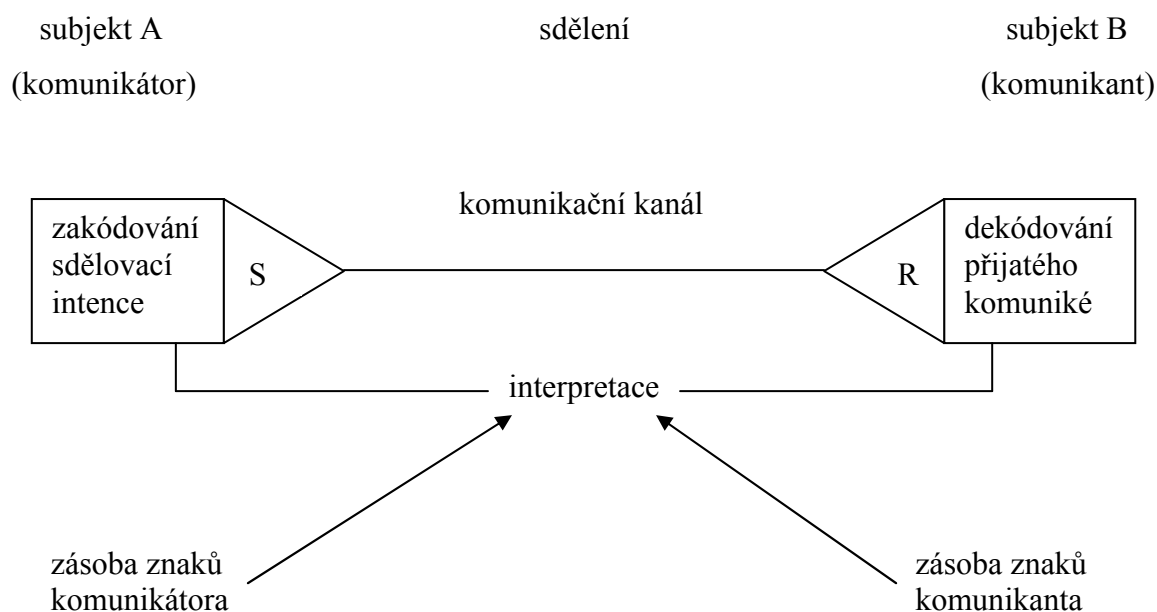 subjekt A
sdělení
subjekt B
(komunikátor)
(komunikant)
komunikační kanál
zakódování
sdělovací
intence
S
R
dekódování
přijatého
komuniké
interpretace
zásoba znaků
komunikátora
zásoba znaků
komunikanta